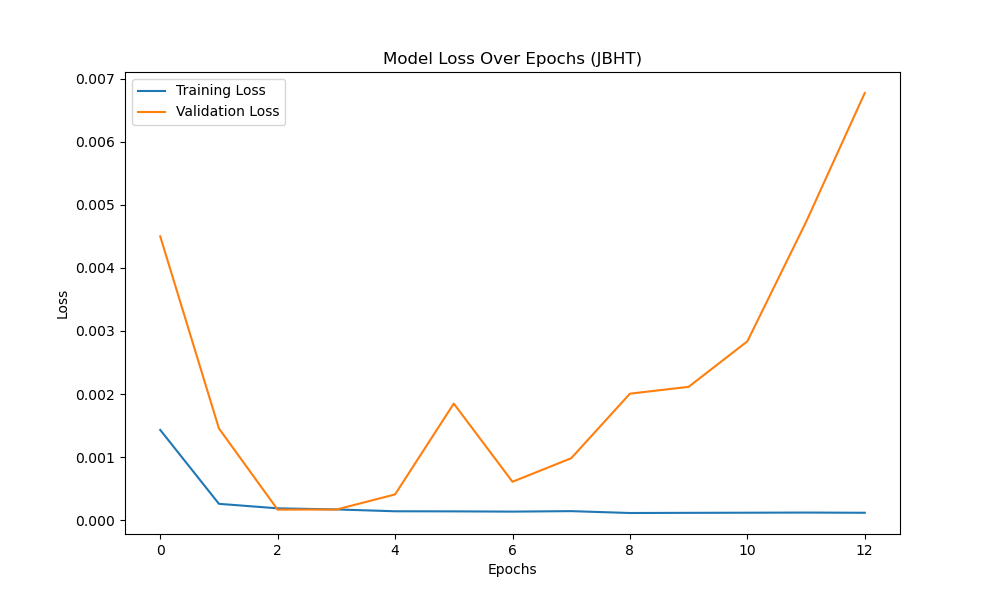 Model Loss Over Epochs (JBHT)
Training Loss
Validation Loss
0.007
0.006
0.005
0.004
0.003
0.002
0.001
0.000
Loss
0 2 4 6 8 10 12
Epochs